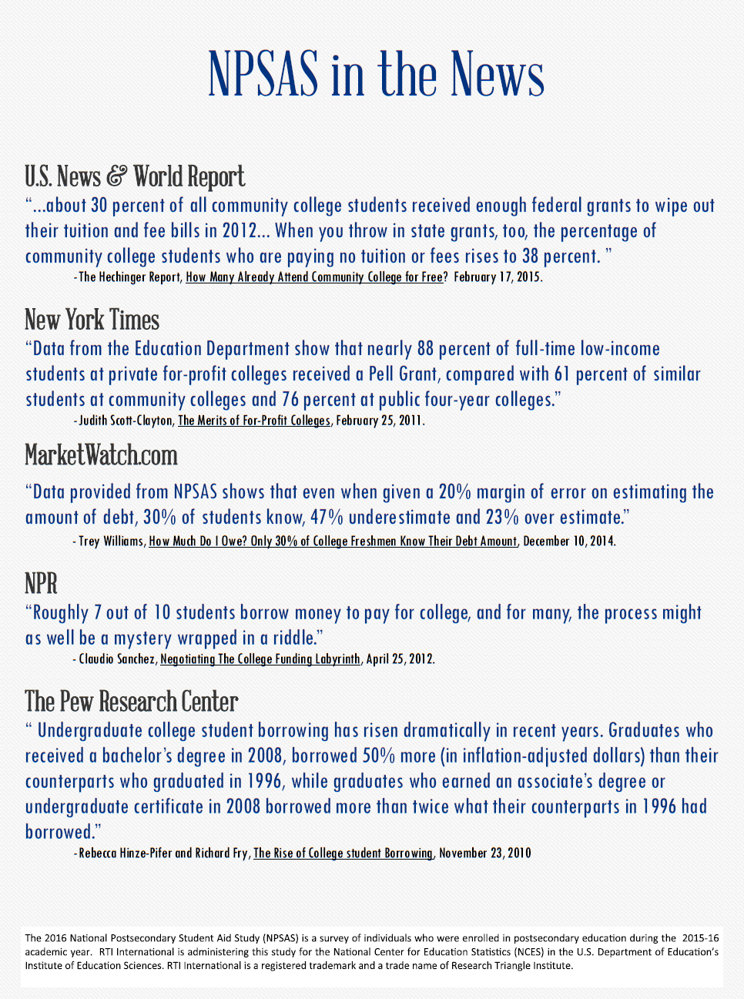 NPSAS in the News
U.S. News & World Report
“...about 30 percent of all community college students received enough federal grants to wipe out
their tuition and fee bills in 2012... When you throw in state grants, too, the percentage of
community college students who are paying no tuition or fees rises to 38 percent. ”
- The Hechinger Report, How Many Already Attend Community College for Free? February 17, 2015.
New York Times
“Data from the Education Department show that nearly 88 percent of full-time low-income
students at private for-profit colleges received a Pell Grant, compared with 61 percent of similar
students at community colleges and 76 percent at public four-year colleges.”
- Judith Scott-Clayton, The Merits of For-Profit Colleges, February 25, 2011.
MarketWatch.com
“Data provided from NPSAS shows that even when given a 20% margin of error on estimating the
amount of debt, 30% of students know, 47% underestimate and 23% over estimate.”
- Trey Williams, How Much Do I Owe? Only 30% of College Freshmen Know Their Debt Amount, December 10, 2014.
NPR
“Roughly 7 out of 10 students borrow money to pay for college, and for many, the process might
as well be a mystery wrapped in a riddle.”
- Claudio Sanchez, Negotiating The College Funding Labyrinth, April 25, 2012.
The Pew Research Center
“ Undergraduate college student borrowing has risen dramatically in recent years. Graduates who
received a bachelor’s degree in 2008, borrowed 50% more (in inflation-adjusted dollars) than their
counterparts who graduated in 1996, while graduates who earned an associate’s degree or
undergraduate certificate in 2008 borrowed more than twice what their counterparts in 1996 had
borrowed.”
- Rebecca Hinze-Pifer and Richard Fry, The Rise of College student Borrowing, November 23, 2010
The 2016 National Postsecondary Student Aid Study (NPSAS) is a survey of individuals who were enrolled in postsecondary education during the 2015-16
academic year. RTI International is administering this study for the National Center for Education Statistics (NCES) in the U.S. Department of Education’s
Institute of Education Sciences. RTI International is a registered trademark and a trade name of Research Triangle Institute.